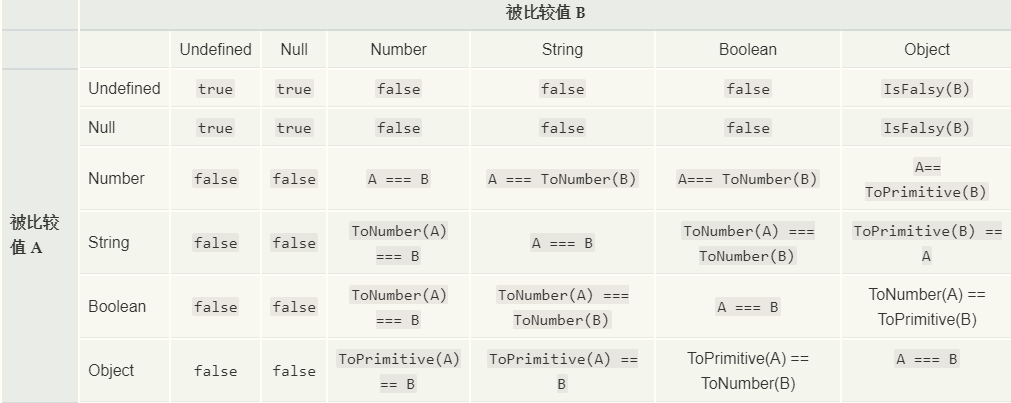 被比较值 B
Undefined Null Number String Boolean Object
被比较
值 A
Undefined true true false false false IsFalsy(B)
Null true true false false false IsFalsy(B)
Number false false A === B A === ToNumber(B) A=== ToNumber(B) A==
ToPrimitive(B)
String false false ToNumber(A)
=== B
A === B
ToNumber(A) ===
ToNumber(B)
ToPrimitive(B) ==
A
Boolean false false ToNumber(A)
=== B
ToNumber(A) ===
ToNumber(B)
A === B
ToNumber(A) ==
ToPrimitive(B)
Object false false ToPrimitive(A)
== B
ToPrimitive(A) ==
B
ToPrimitive(A) ==
ToNumber(B)
A === B